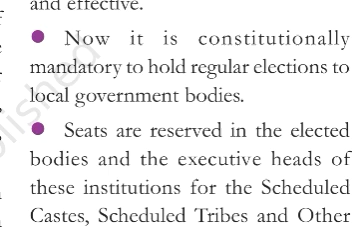 and effective.
● Now it is constitutionally
mandatory to hold regular elections to
local government bodies.
● Seats are reserved in the elected
bodies and the executive heads of
these institutions for the Scheduled
Castes, Scheduled Tribes and Other